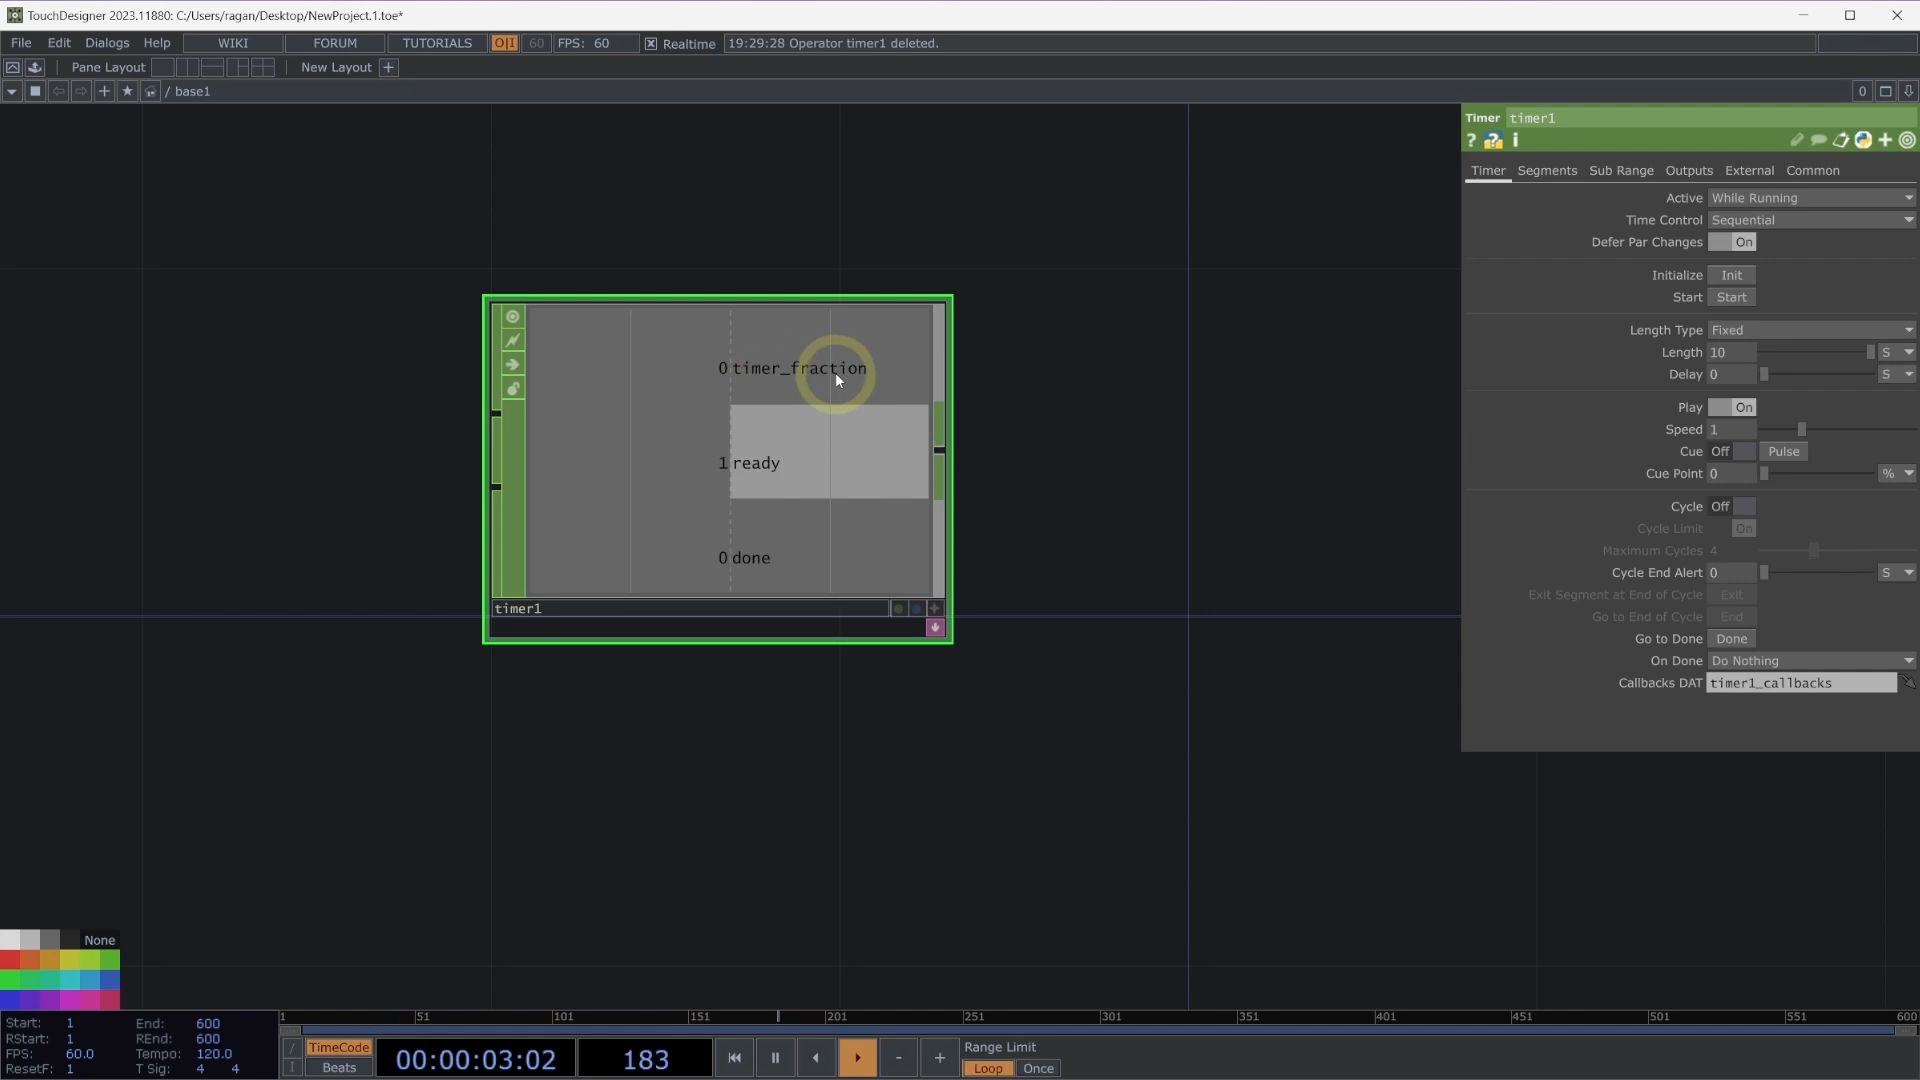 TouchDesigner 2023.11880: C:/Users/ragan/Desktop/NewProject.1.toe*
File Edit Dialogs Help WIKI FORUM TUTORIALS O|I 60 FPS: 60 Realtime 19:29:28 Operator timer1 deleted.
Pane Layout New Layout +
/ base1 0
Timer timer1
Timer Segments Sub Range Outputs External Common
Active While Running
Time Control Sequential
Defer Par Changes On
Initialize Init
Start Start
Length Type Fixed
Length 10 S
Delay 0 S
Play On
Speed 1
Cue Off Pulse
Cue Point 0 %
Cycle Off
Cycle Limit On
Maximum Cycles 4
Cycle End Alert 0 S
Exit Segment at End of Cycle Exit
Go to End of Cycle End
Go to Done Done
On Done Do Nothing
Callbacks DAT timer1_callbacks
0 timer_fraction
1 ready
0 done
timer1
None
1 51 101 151 201 251 301 351 401 451 501 551 600
Start: 1 End: 600
RStart: 1 REnd: 600
FPS: 60.0 Tempo: 120.0
ResetF: 1 T Sig: 4 4
TimeCode
Beats
00:00:03:02 183
- +
Range Limit
Loop Once